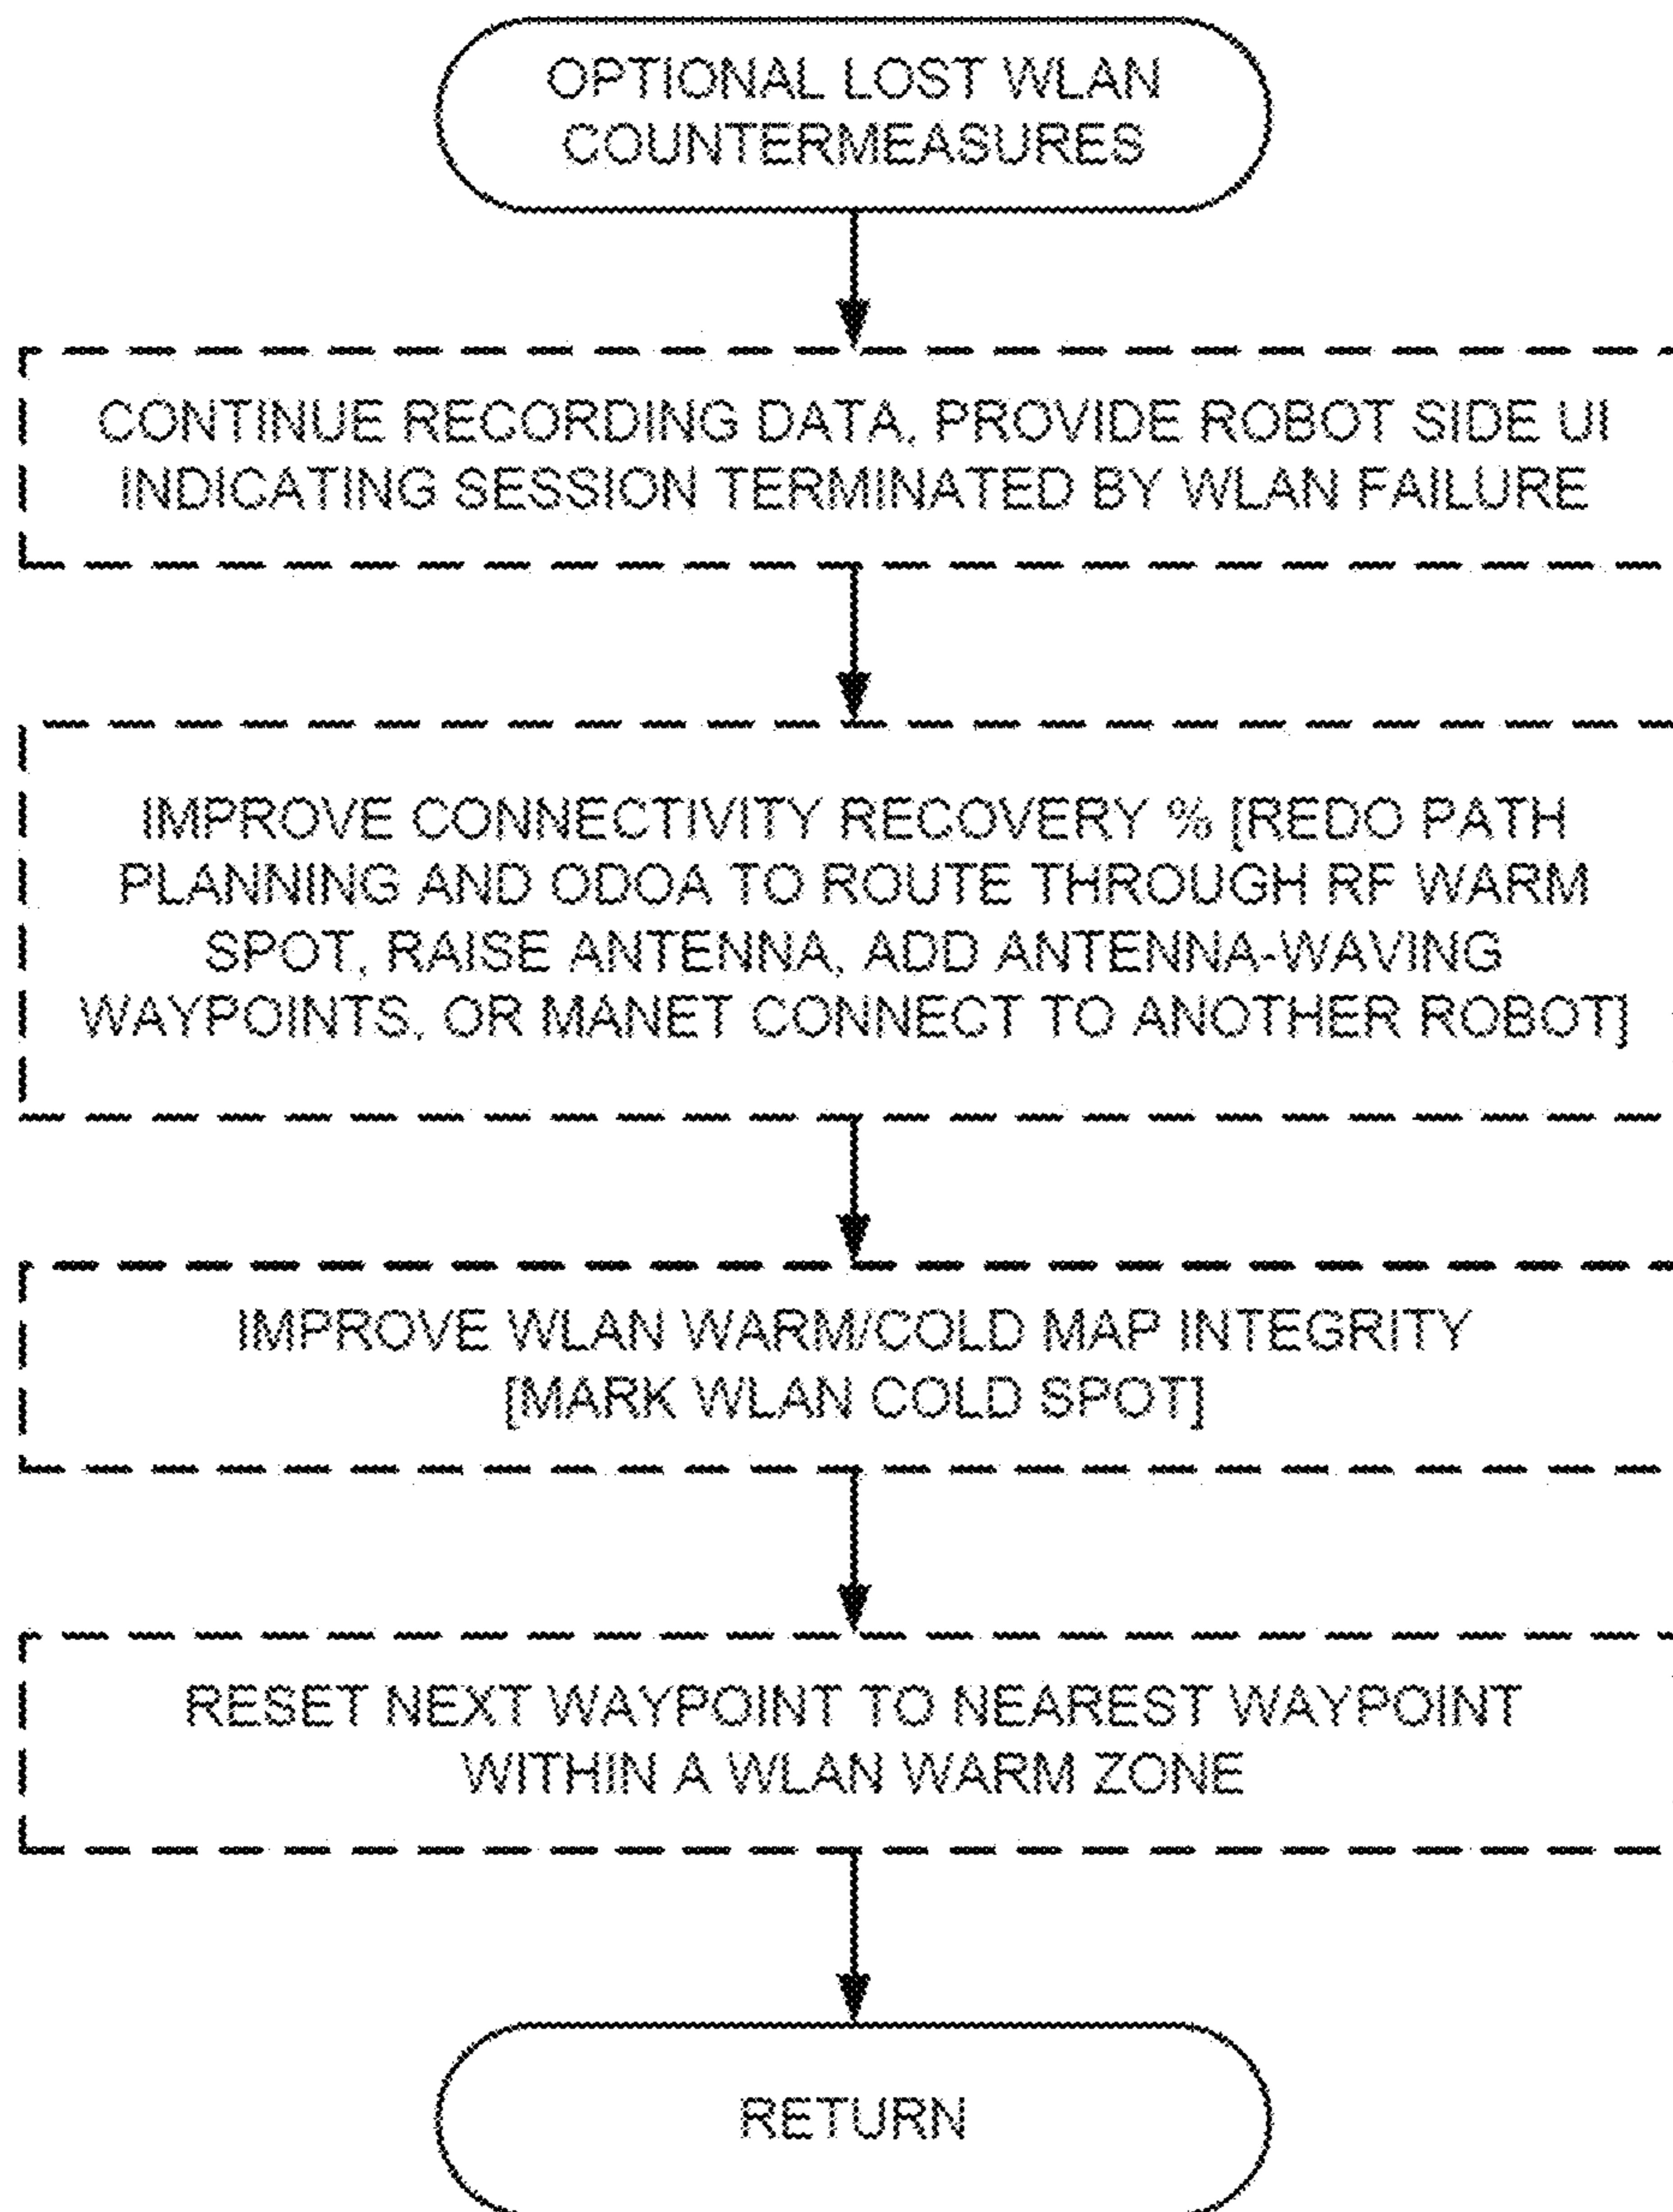 OPTIONAL LOST WLAN
COUNTERMEASURES
CONTINUE RECORDING DATA, PROVIDE ROBOT SIDE UI
INDICATING SESSION TERMINATED BY WLAN FAILURE
IMPROVE CONNECTIVITY RECOVERY % [REDO PATH
PLANNING AND ODOA TO ROUTE THROUGH RF WARM
SPOT, RAISE ANTENNA, ADD ANTENNA-WAVING
WAYPOINTS, OR MANET CONNECT TO ANOTHER ROBOT]
IMPROVE WLAN WARM/COLD MAP INTEGRITY
[MARK WLAN COLD SPOT]
RESET NEXT WAYPOINT TO NEAREST WAYPOINT
WITHIN A WLAN WARM ZONE
RETURN